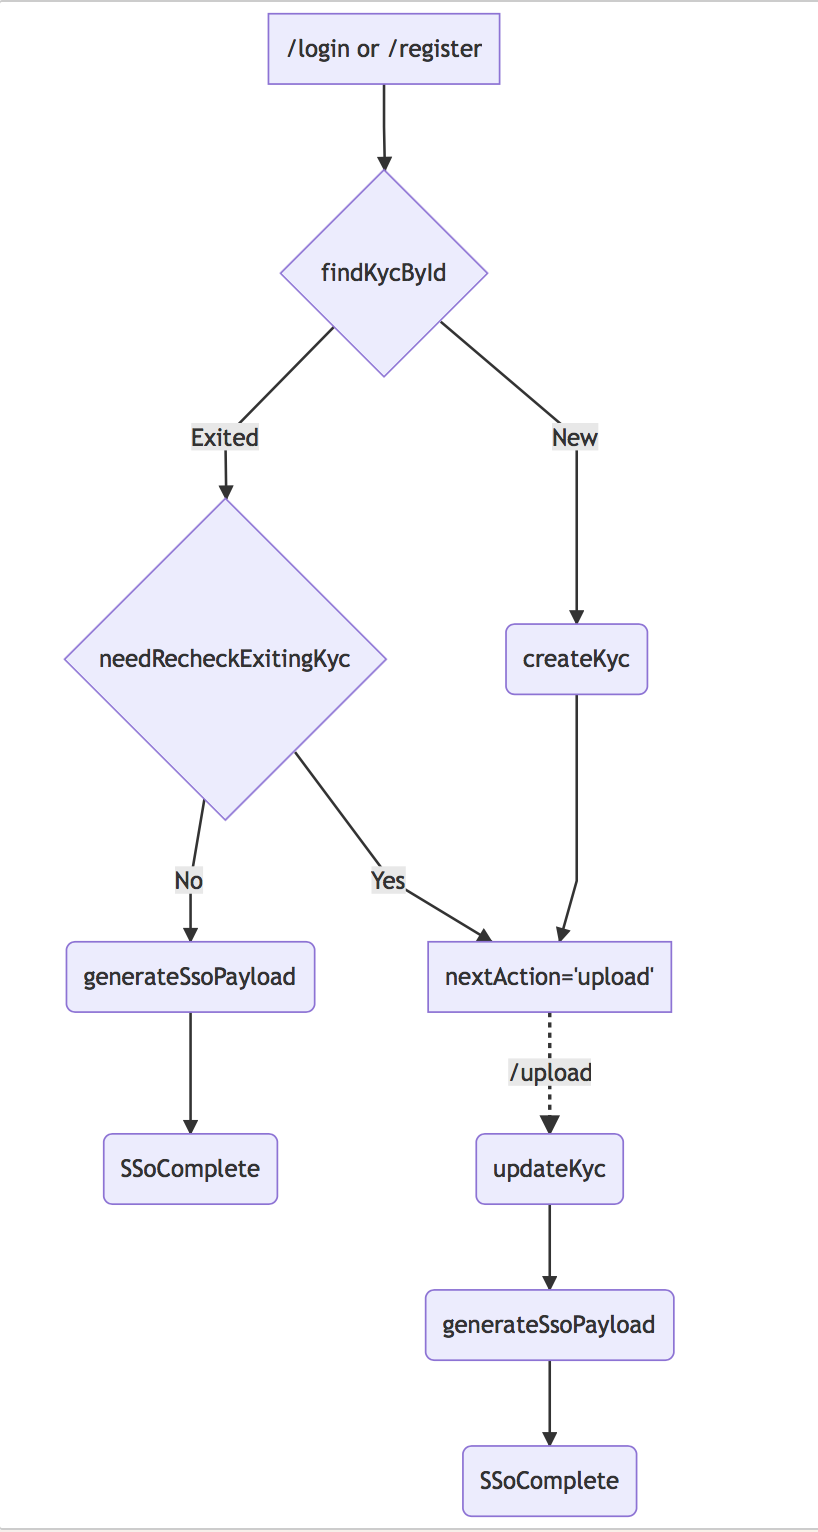 /login or /register
findKycById
Exited
New
needRecheckExitingKyc
createKyc
No
Yes
generateSsoPayload
nextAction='upload'
/upload
SSoComplete
updateKyc
generateSsoPayload
SSoComplete